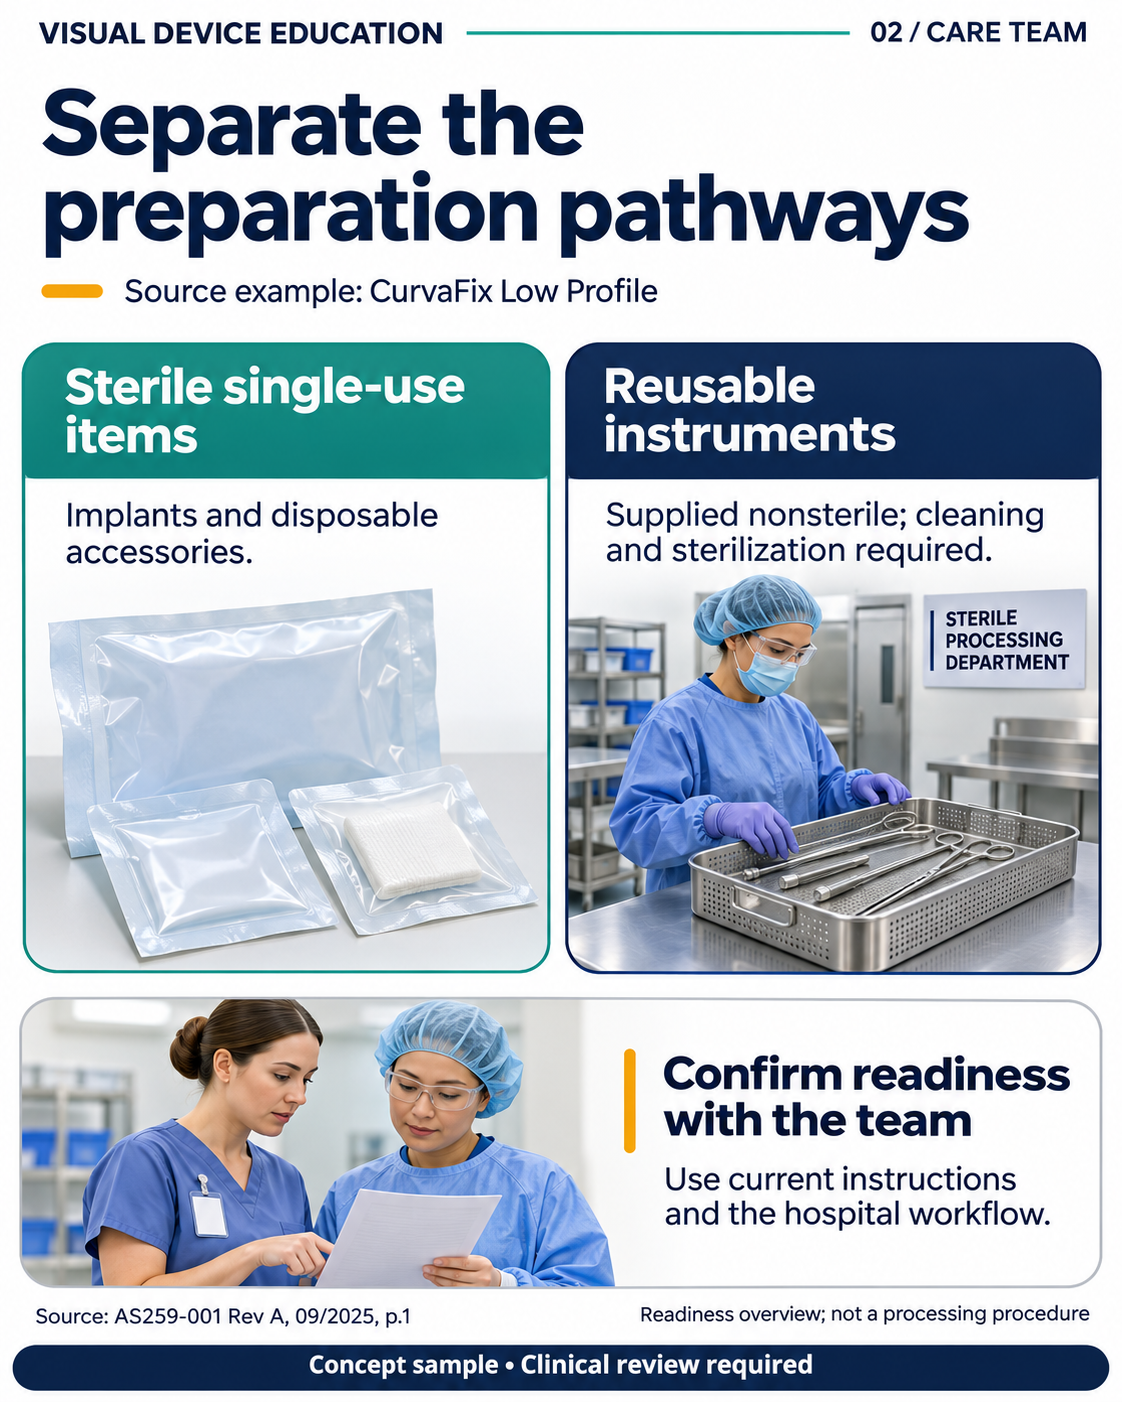 VISUAL DEVICE EDUCATION
02 / CARE TEAM
Separate the
preparation pathways
Source example: CurvaFix Low Profile
Sterile single-use
items
Implants and disposable
accessories.
Reusable
instruments
Supplied nonsterile; cleaning
and sterilization required.
STERILE
PROCESSING
DEPARTMENT
Confirm readiness
with the team
Use current instructions
and the hospital workflow.
Source: AS259-001 Rev A, 09/2025, p.1
Readiness overview; not a processing procedure
Concept sample • Clinical review required